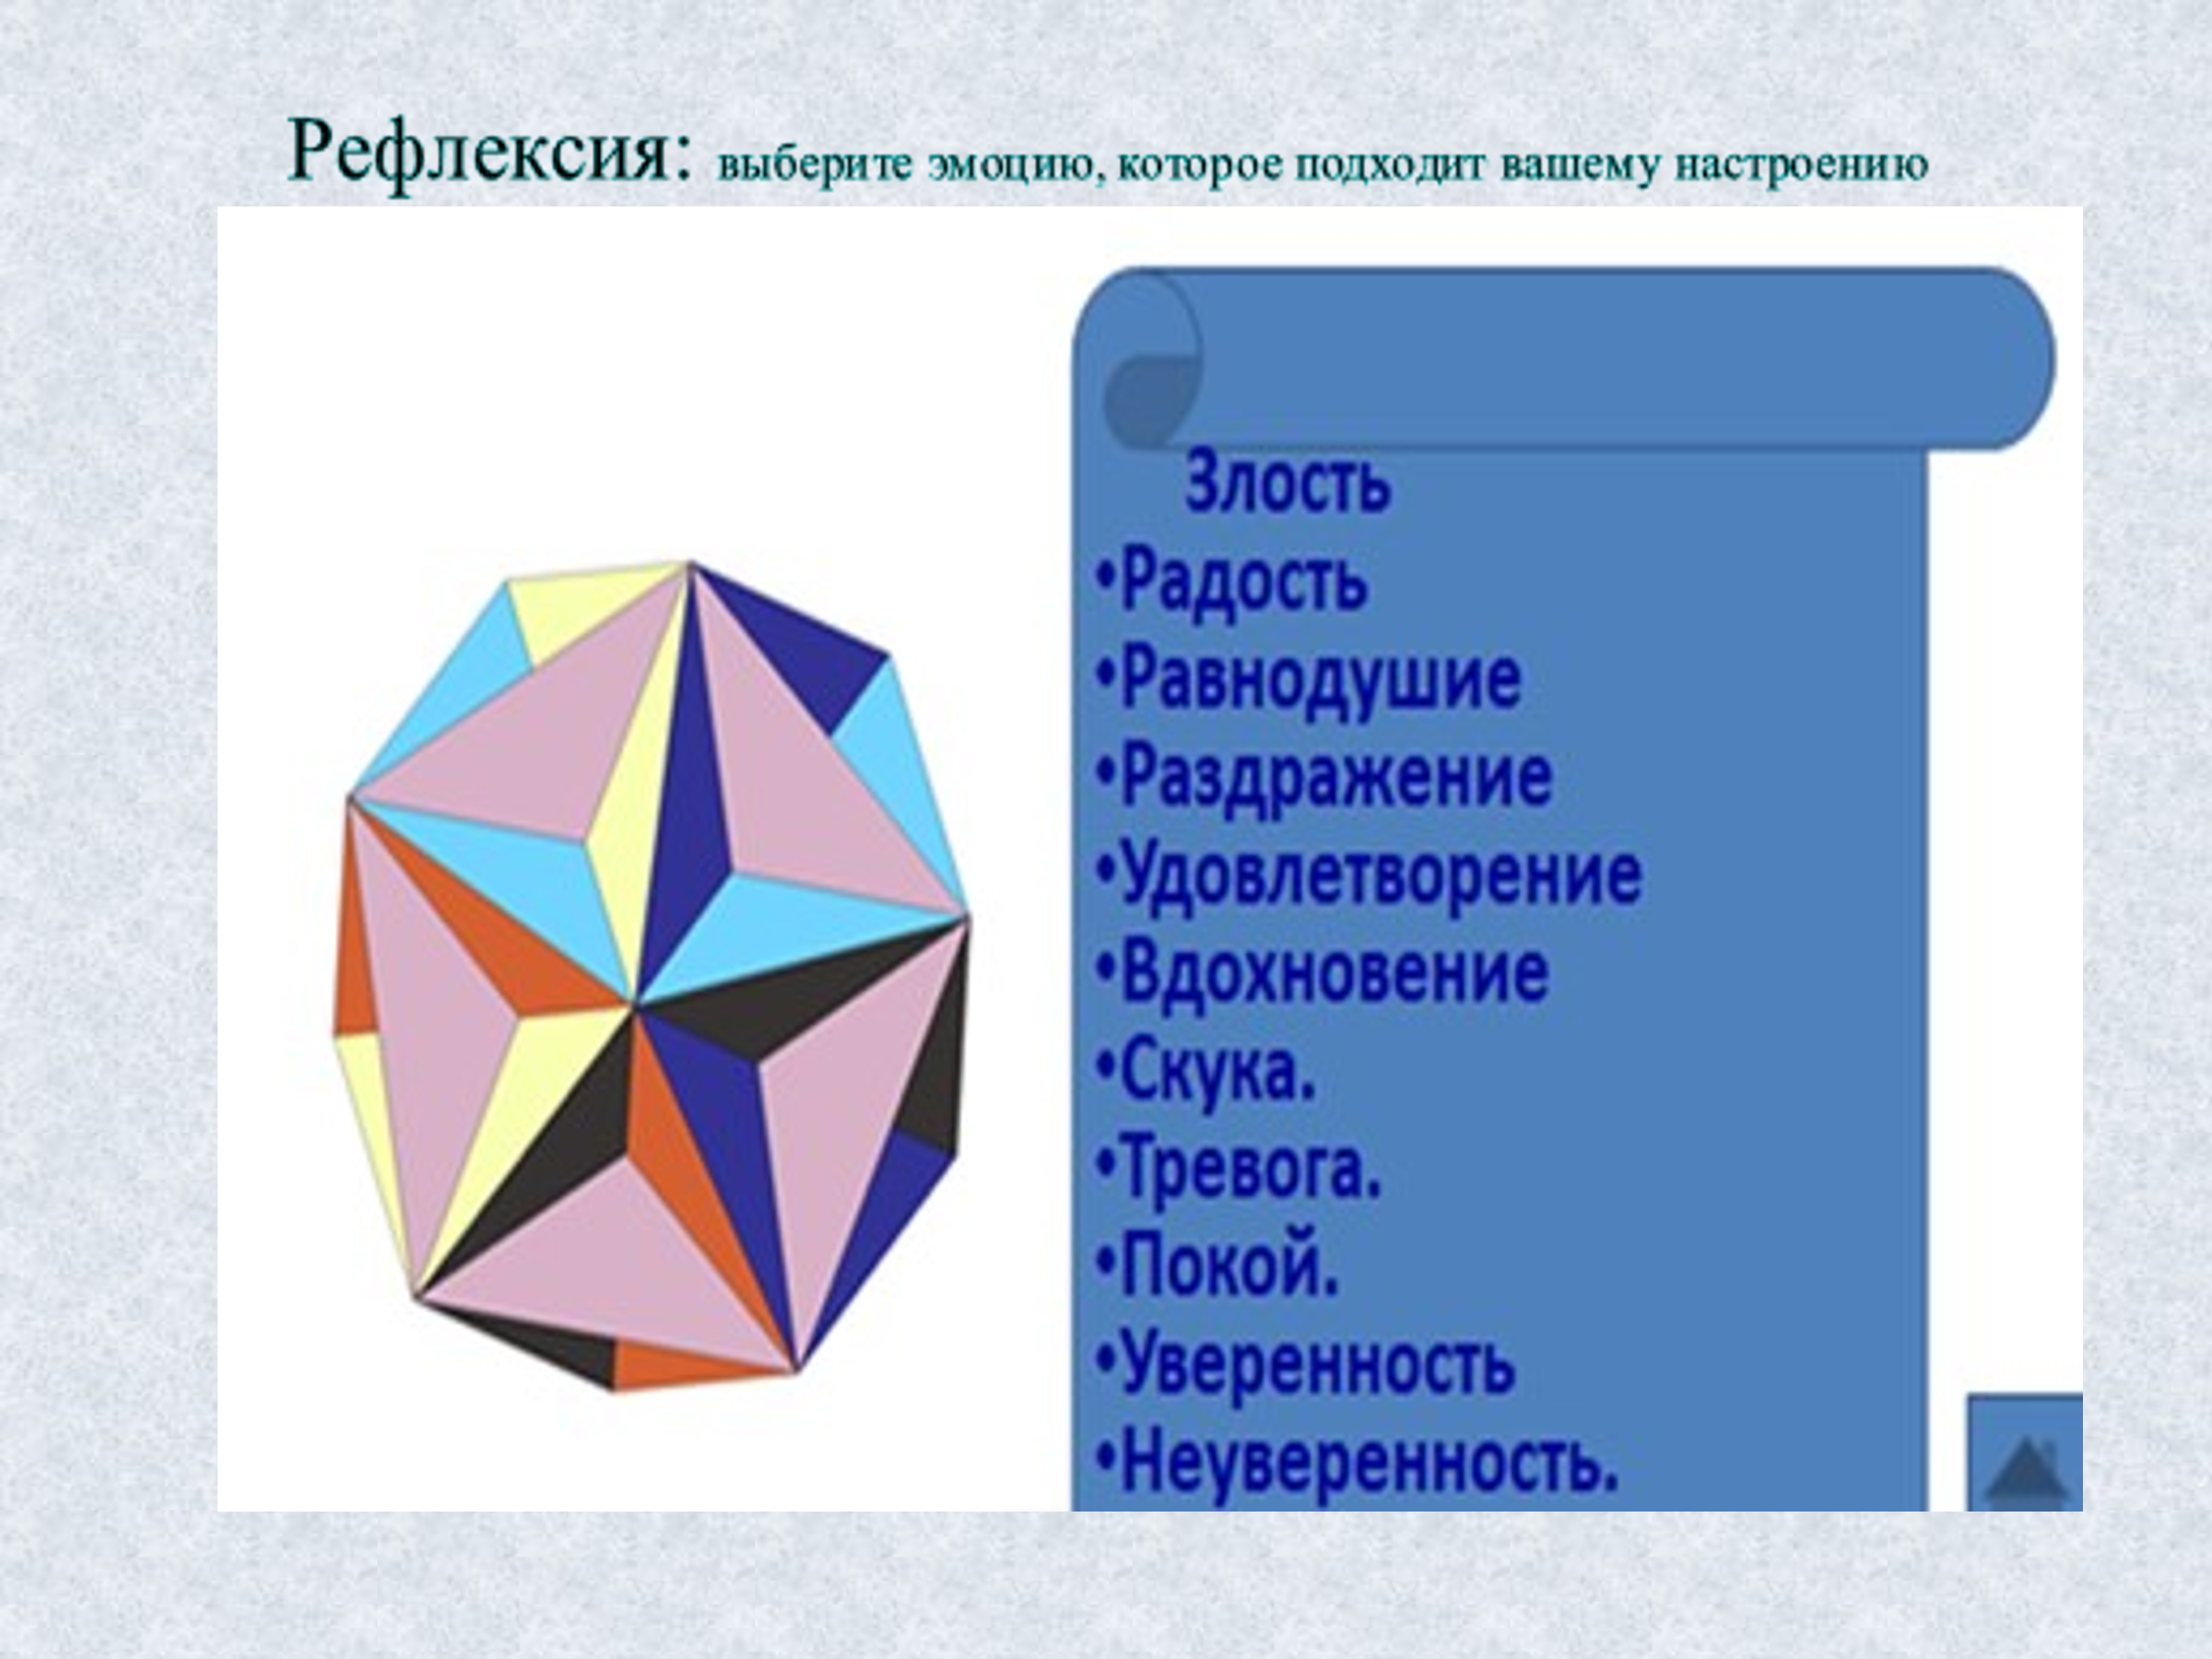 Рефлексия: выберите эмоцию, которое подходит вашему настроению
Злость
•Радость
•Равнодушие
•Раздражение
•Удовлетворение
•Вдохновение
•Скука.
•Тревога.
•Покой.
•Уверенность
•Неуверенность.